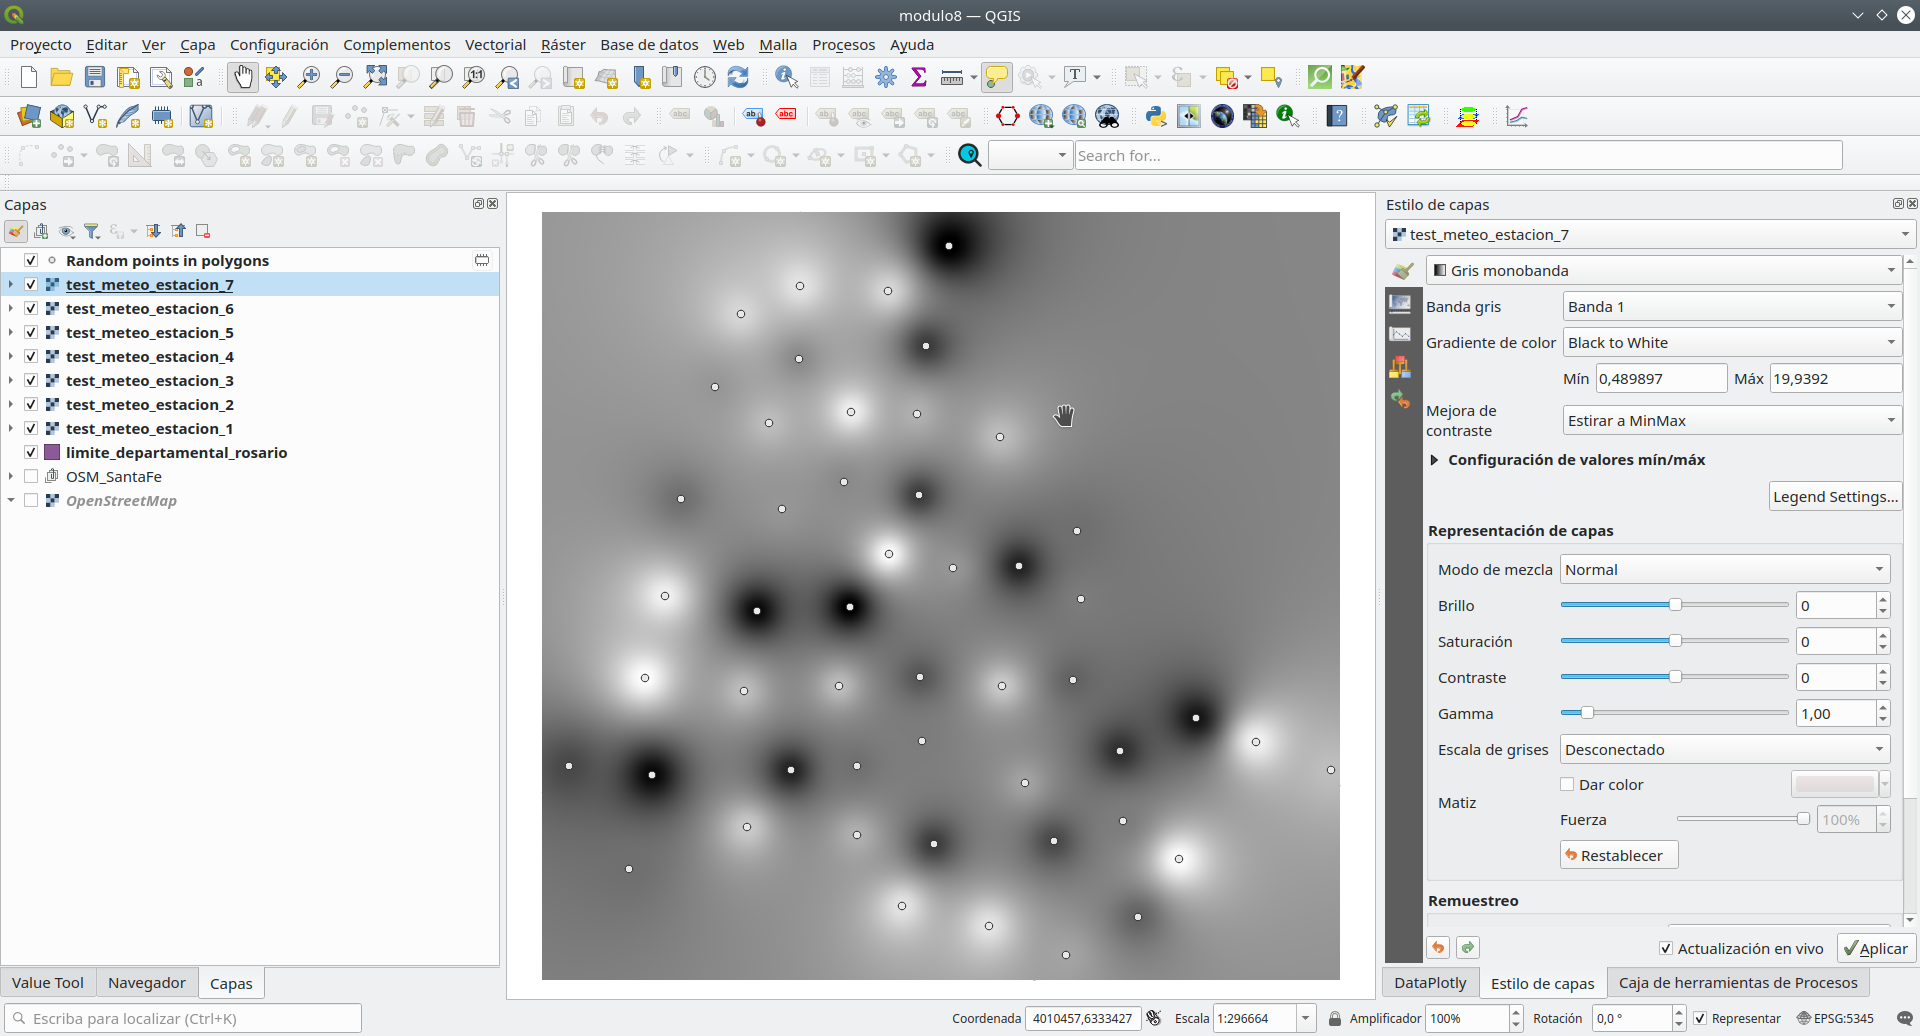 modulo8 — QGIS
Proyecto Editar Ver Capa Configuración Complementos Vectorial Ráster Base de datos Web Malla Procesos Ayuda
Search for...
Capas
Random points in polygons
test_meteo_estacion_7
test_meteo_estacion_6
test_meteo_estacion_5
test_meteo_estacion_4
test_meteo_estacion_3
test_meteo_estacion_2
test_meteo_estacion_1
limite_departamental_rosario
OSM_SantaFe
OpenStreetMap
Value Tool Navegador Capas
Estilo de capas
test_meteo_estacion_7
Gris monobanda
Banda gris Banda 1
Gradiente de color Black to White
Mín 0,489897 Máx 19,9392
Mejora de
contraste
Estirar a MinMax
Configuración de valores mín/máx
Legend Settings...
Representación de capas
Modo de mezcla Normal
Brillo 0
Saturación 0
Contraste 0
Gamma 1,00
Escala de grises Desconectado
Matiz
Dar color
Fuerza 100%
Restablecer
Remuestreo
Actualización en vivo Aplicar
DataPlotly Estilo de capas Caja de herramientas de Procesos
Escriba para localizar (Ctrl+K) Coordenada 4010457,6333427 Escala 1:296664 Amplificador 100% Rotación 0,0 ° Representar EPSG:5345